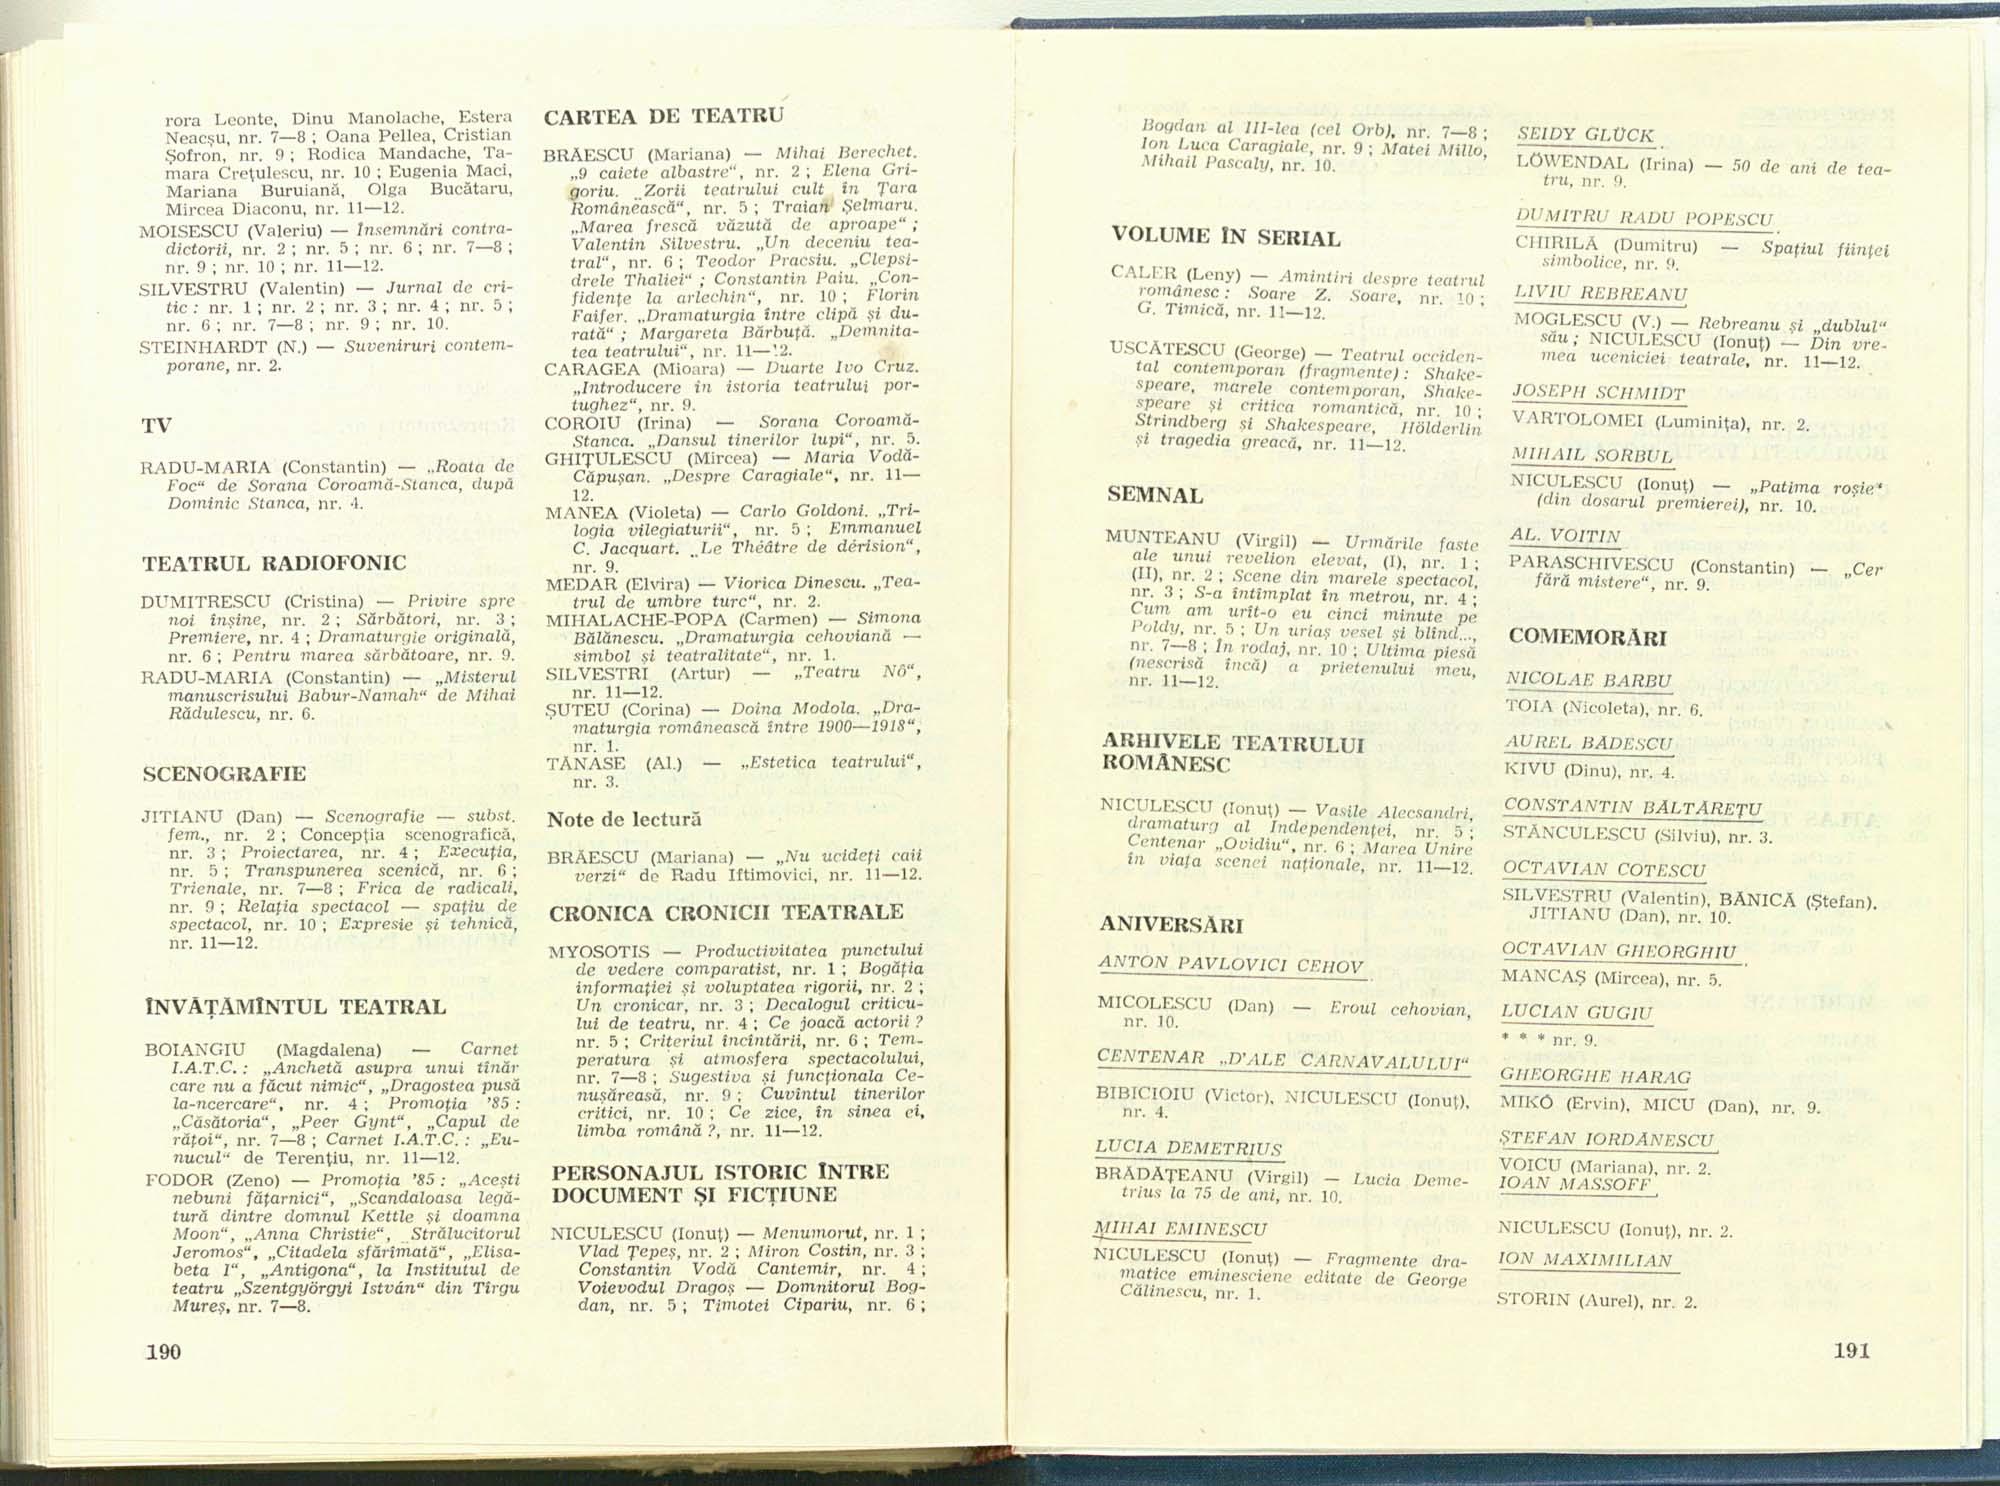 rora Leonte, Dinu Manolache, Estera
Neacșu, nr. 7—8 ; Oana Pellea, Cristian
Șofron, nr. 9 ; Rodica Mandache, Ta-
mara Crețulescu, nr. 10 ; Eugenia Maci,
Mariana Buruiană, Olga Bucătaru,
Mircea Diaconu, nr. 11—12.
MOISESCU (Valeriu) — Însemnări contra-
dictorii, nr. 2 ; nr. 5 ; nr. 6 ; nr. 7—8 ;
nr. 9 ; nr. 10 ; nr. 11—12.
SILVESTRU (Valentin) — Jurnal de cri-
tic : nr. 1 ; nr. 2 ; nr. 3 ; nr. 4 ; nr. 5 ;
nr. 6 ; nr. 7—8 ; nr. 9 ; nr. 10.
STEINHARDT (N.) — Suveniruri contem-
porane, nr. 2.
TV
RADU-MARIA (Constantin) — „Roata de
Foc“ de Sorana Coroamă-Stanca, după
Dominic Stanca, nr. 4.
TEATRUL RADIOFONIC
DUMITRESCU (Cristina) — Privire spre
noi înșine, nr. 2 ; Sărbători, nr. 3 ;
Premiere, nr. 4 ; Dramaturgie originală,
nr. 6 ; Pentru marea sărbătoare, nr. 9.
RADU-MARIA (Constantin) — „Misterul
manuscrisului Babur-Namah“ de Mihai
Rădulescu, nr. 6.
SCENOGRAFIE
JITIANU (Dan) — Scenografie — subst.
fem., nr. 2 ; Concepția scenografică,
nr. 3 ; Proiectarea, nr. 4 ; Execuția,
nr. 5 ; Transpunerea scenică, nr. 6 ;
Trienale, nr. 7—8 ; Frica de radicali,
nr. 9 ; Relația spectacol — spațiu de
spectacol, nr. 10 ; Expresie și tehnică,
nr. 11—12.
ÎNVĂȚĂMÎNTUL TEATRAL
BOIANGIU (Magdalena) — Carnet
I.A.T.C. : „Anchetă asupra unui tînăr
care nu a făcut nimic“, „Dragostea pusă
la-ncercare“, nr. 4 ; Promoția ’85 :
„Căsătoria“, „Peer Gynt“, „Capul de
rățoi“, nr. 7—8 ; Carnet I.A.T.C. : „Eu-
nucul“ de Terențiu, nr. 11—12.
FODOR (Zeno) — Promoția ’85 : „Acești
nebuni fățarnici“, „Scandaloasa legă-
tură dintre domnul Kettle și doamna
Moon“, „Anna Christie“, „Strălucitorul
Jeromos“, „Citadela sfărîmată“, „Elisa-
beta I“, „Antigona“, la Institutul de
teatru „Szentgyörgyi István“ din Tîrgu
Mureș, nr. 7—8.
190
CARTEA DE TEATRU
BRĂESCU (Mariana) — Mihai Berechet.
„9 caiete albastre“, nr. 2 ; Elena Gri-
goriu. „Zorii teatrului cult în Țara
Românească“, nr. 5 ; Traian Șelmaru.
„Marea frescă văzută de aproape“ ;
Valentin Silvestru. „Un deceniu tea-
tral“, nr. 6 ; Teodor Pracsiu. „Clepsi-
drele Thaliei“ ; Constantin Paiu. „Con-
fidențe la arlechin“, nr. 10 ; Florin
Faifer. „Dramaturgia între clipă și du-
rată“ ; Margareta Bărbuță. „Demnita-
tea teatrului“, nr. 11—12.
CARAGEA (Mioara) — Duarte Ivo Cruz.
„Introducere în istoria teatrului por-
tughez“, nr. 9.
COROIU (Irina) — Sorana Coroamă-
Stanca. „Dansul tinerilor lupi“, nr. 5.
GHIȚULESCU (Mircea) — Maria Vodă-
Căpușan. „Despre Caragiale“, nr. 11—
12.
MANEA (Violeta) — Carlo Goldoni. „Tri-
logia vilegiaturii“, nr. 5 ; Emmanuel
C. Jacquart. „Le Théâtre de dérision“,
nr. 9.
MEDAR (Elvira) — Viorica Dinescu. „Tea-
trul de umbre turc“, nr. 2.
MIHALACHE-POPA (Carmen) — Simona
Bălănescu. „Dramaturgia cehoviană —
simbol și teatralitate“, nr. 1.
SILVESTRI (Artur) — „Teatru Nô“,
nr. 11—12.
ȘUTEU (Corina) — Doina Modola. „Dra-
maturgia românească între 1900—1918“,
nr. 1.
TĂNASE (Al.) — „Estetica teatrului“,
nr. 3.
Note de lectură
BRĂESCU (Mariana) — „Nu ucideți caii
verzi“ de Radu Iftimovici, nr. 11—12.
CRONICA CRONICII TEATRALE
MYOSOTIS — Productivitatea punctului
de vedere comparatist, nr. 1 ; Bogăția
informației și voluptatea rigorii, nr. 2 ;
Un cronicar, nr. 3 ; Decalogul criticu-
lui de teatru, nr. 4 ; Ce joacă actorii ?
nr. 5 ; Criteriul încîntării, nr. 6 ; Tem-
peratura și atmosfera spectacolului,
nr. 7—8 ; Sugestiva și funcționala Ce-
nușăreasă, nr. 9 ; Cuvîntul tinerilor
critici, nr. 10 ; Ce zice, în sinea ei,
limba română ?, nr. 11—12.
PERSONAJUL ISTORIC ÎNTRE
DOCUMENT ȘI FICȚIUNE
NICULESCU (Ionuț) — Menumorut, nr. 1 ;
Vlad Țepeș, nr. 2 ; Miron Costin, nr. 3 ;
Constantin Vodă Cantemir, nr. 4 ;
Voievodul Dragoș — Domnitorul Bog-
dan, nr. 5 ; Timotei Cipariu, nr. 6 ;
Bogdan al III-lea (cel Orb), nr. 7—8 ;
Ion Luca Caragiale, nr. 9 ; Matei Millo,
Mihail Pascaly, nr. 10.
VOLUME ÎN SERIAL
CALER (Leny) — Amintiri despre teatrul
românesc : Soare Z. Soare, nr. 10 ;
G. Timică, nr. 11—12.
USCĂTESCU (George) — Teatrul occiden-
tal contemporan (fragmente) : Shake-
speare, marele contemporan, Shake-
speare și critica romantică, nr. 10 ;
Strindberg și Shakespeare, Hölderlin
și tragedia greacă, nr. 11—12.
SEMNAL
MUNTEANU (Virgil) — Urmările faste
ale unui revelion elevat, (I), nr. 1 ;
(II), nr. 2 ; Scene din marele spectacol,
nr. 3 ; S-a întîmplat în metrou, nr. 4 ;
Cum am urît-o eu cinci minute pe
Poldy, nr. 5 ; Un uriaș vesel și blînd...,
nr. 7—8 ; În rodaj, nr. 10 ; Ultima piesă
(nescrisă încă) a prietenului meu,
nr. 11—12.
ARHIVELE TEATRULUI
ROMÂNESC
NICULESCU (Ionuț) — Vasile Alecsandri,
dramaturg al Independenței, nr. 5 ;
Centenar „Ovidiu“, nr. 6 ; Marea Unire
în viața scenei naționale, nr. 11—12.
ANIVERSĂRI
ANTON PAVLOVICI CEHOV
MICOLESCU (Dan) — Eroul cehovian,
nr. 10.
CENTENAR „D’ALE CARNAVALULUI“
BIBICIOIU (Victor), NICULESCU (Ionuț),
nr. 4.
LUCIA DEMETRIUS
BRĂDĂȚEANU (Virgil) — Lucia Deme-
trius la 75 de ani, nr. 10.
MIHAI EMINESCU
NICULESCU (Ionuț) — Fragmente dra-
matice eminesciene editate de George
Călinescu, nr. 1.
SEIDY GLÜCK
LÖWENDAL (Irina) — 50 de ani de tea-
tru, nr. 9.
DUMITRU RADU POPESCU
CHIRILĂ (Dumitru) — Spațiul ființei
simbolice, nr. 9.
LIVIU REBREANU
MOGLESCU (V.) — Rebreanu și „dublul“
său ; NICULESCU (Ionuț) — Din vre-
mea uceniciei teatrale, nr. 11—12.
JOSEPH SCHMIDT
VARTOLOMEI (Luminița), nr. 2.
MIHAIL SORBUL
NICULESCU (Ionuț) — „Patima roșie“
(din dosarul premierei), nr. 10.
AL. VOITIN
PARASCHIVESCU (Constantin) — „Cer
fără mistere“, nr. 9.
COMEMORĂRI
NICOLAE BARBU
TOIA (Nicoleta), nr. 6.
AUREL BĂDESCU
KIVU (Dinu), nr. 4.
CONSTANTIN BĂLTĂREȚU
STĂNCULESCU (Silviu), nr. 3.
OCTAVIAN COTESCU
SILVESTRU (Valentin), BĂNICĂ (Ștefan),
JITIANU (Dan), nr. 10.
OCTAVIAN GHEORGHIU
MANCAȘ (Mircea), nr. 5.
LUCIAN GUGIU
* * * nr. 9.
GHEORGHE HARAG
MIKÓ (Ervin), MICU (Dan), nr. 9.
ȘTEFAN IORDĂNESCU
VOICU (Mariana), nr. 2.
IOAN MASSOFF
NICULESCU (Ionuț), nr. 2.
ION MAXIMILIAN
STORIN (Aurel), nr. 2.
191